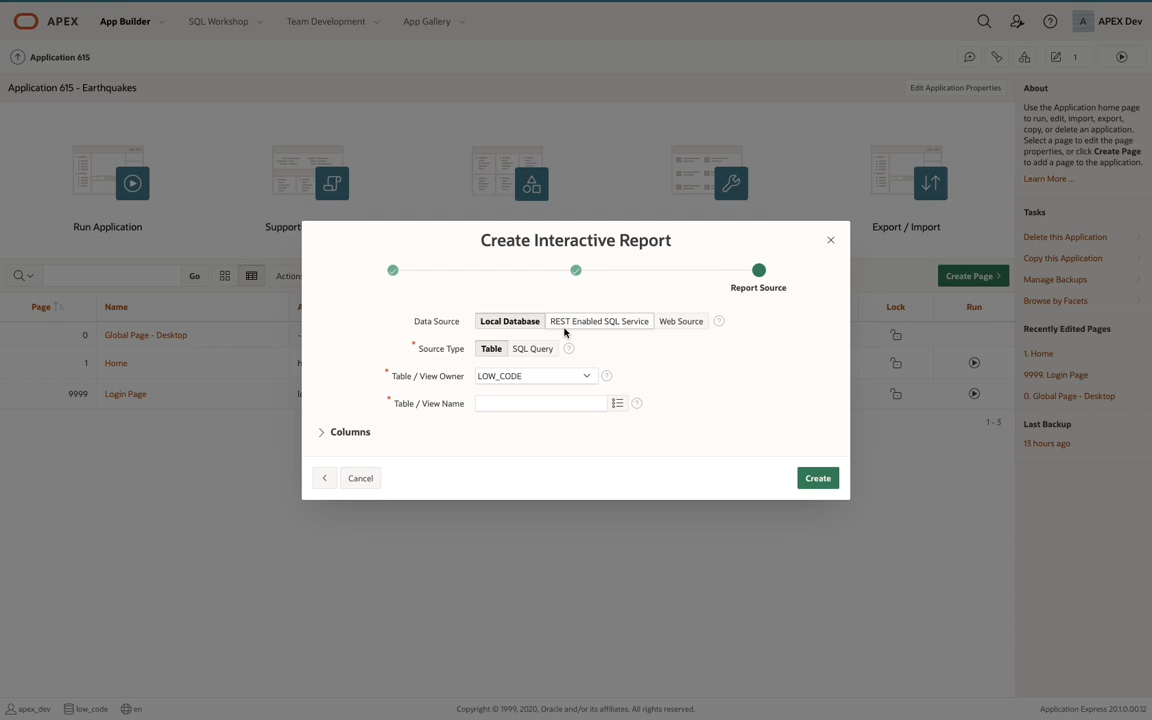 APEX App Builder SQL Workshop Team Development App Gallery A APEX Dev
Application 615 1
Application 615 - Earthquakes Edit Application Properties
Run Application
Export / Import
Go Create Page >
Page Name Lock Run
0 Global Page - Desktop
1 Home
9999 Login Page
1 - 3
Create Interactive Report
Report Source
Data Source Local Database REST Enabled SQL Service Web Source ?
* Source Type Table SQL Query ?
* Table / View Owner LOW_CODE ?
* Table / View Name ?
Columns
Cancel Create
About
Use the Application home page
to run, edit, import, export,
copy, or delete an application.
Select a page to edit the page
properties, or click Create Page
to add a page to the application.
Learn More ...
Tasks
Delete this Application
Copy this Application
Manage Backups
Browse by Facets
Recently Edited Pages
1. Home
9999. Login Page
0. Global Page - Desktop
Last Backup
13 hours ago
apex_dev low_code en Copyright © 1999, 2020, Oracle and/or its affiliates. All rights reserved. Application Express 20.1.0.00.12